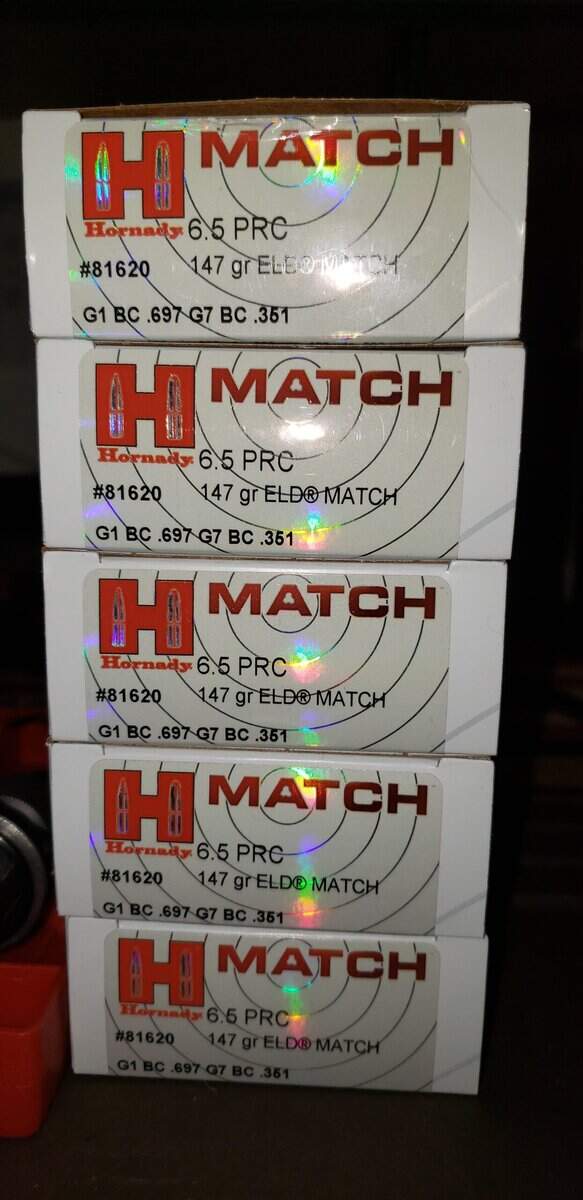 MATCH
Hornady 6.5 PRC
#81620 147 gr ELD® MATCH
G1 BC .697 G7 BC .351
MATCH
Hornady 6.5 PRC
#81620 147 gr ELD® MATCH
G1 BC .697 G7 BC .351
MATCH
Hornady 6.5 PRC
#81620 147 gr ELD® MATCH
G1 BC .697 G7 BC .351
MATCH
Hornady 6.5 PRC
#81620 147 gr ELD® MATCH
G1 BC .697 G7 BC .351
MATCH
Hornady 6.5 PRC
#81620 147 gr ELD® MATCH
G1 BC .697 G7 BC .351